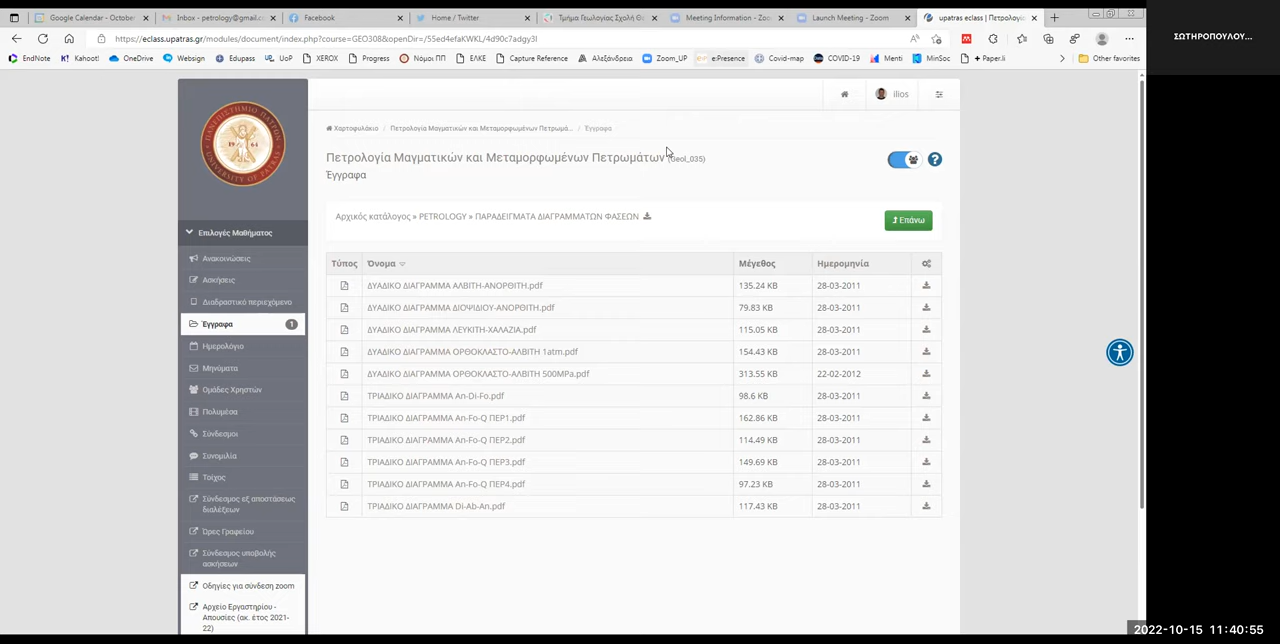 Google Calendar - October
Inbox - petrology@gmail.cc
Facebook
Home / Twitter
Τμήμα Γεωλογίας Σχολή Θε
Meeting Information - Zoo
Launch Meeting - Zoom
upatras eclass | Πετρολογί
https://eclass.upatras.gr/modules/document/index.php?course=GEO308&openDir=/55ed4efaKWKL/4d90c7adgy3l
EndNote
Kahoot!
OneDrive
Websign
Edupass
UoP
XEROX
Progress
Νόμοι ΠΠ
ΕΛΚΕ
Capture Reference
Αλεξάνδρεια
Zoom_UP
e:Presence
Covid-map
COVID-19
Menti
MinSoc
+ Paper.li
Other favorites
ΣΩΤΗΡΟΠΟΥΛΟΥ...
ΠΑΝΕΠΙΣΤΗΜΙΟ ΠΑΤΡΩΝ
19 64
UNIVERSITY OF PATRAS
ilios
Χαρτοφυλάκιο / Πετρολογία Μαγματικών και Μεταμορφωμένων Πετρωμά... / Έγγραφα
Πετρολογία Μαγματικών και Μεταμορφωμένων Πετρωμάτων (Geol_035)
Έγγραφα
Αρχικός κατάλογος » PETROLOGY » ΠΑΡΑΔΕΙΓΜΑΤΑ ΔΙΑΓΡΑΜΜΑΤΩΝ ΦΑΣΕΩΝ
Επάνω
Επιλογές Μαθήματος
Ανακοινώσεις
Ασκήσεις
Διαδραστικό περιεχόμενο
Έγγραφα 1
Ημερολόγιο
Μηνύματα
Ομάδες Χρηστών
Πολυμέσα
Σύνδεσμοι
Συνομιλία
Τοίχος
Σύνδεσμος εξ αποστάσεως
διαλέξεων
Ώρες Γραφείου
Σύνδεσμος υποβολής
ασκήσεων
Οδηγίες για σύνδεση zoom
Αρχείο Εργαστηρίου -
Απουσίες (ακ. έτος 2021-
22)
Τύπος Όνομα Μέγεθος Ημερομηνία
ΔΥΑΔΙΚΟ ΔΙΑΓΡΑΜΜΑ ΑΛΒΙΤΗ-ΑΝΟΡΘΙΤΗ.pdf 135.24 KB 28-03-2011
ΔΥΑΔΙΚΟ ΔΙΑΓΡΑΜΜΑ ΔΙΟΨΙΔΙΟΥ-ΑΝΟΡΘΙΤΗ.pdf 79.83 KB 28-03-2011
ΔΥΑΔΙΚΟ ΔΙΑΓΡΑΜΜΑ ΛΕΥΚΙΤΗ-ΧΑΛΑΖΙΑ.pdf 115.05 KB 28-03-2011
ΔΥΑΔΙΚΟ ΔΙΑΓΡΑΜΜΑ ΟΡΘΟΚΛΑΣΤΟ-ΑΛΒΙΤΗ 1atm.pdf 154.43 KB 28-03-2011
ΔΥΑΔΙΚΟ ΔΙΑΓΡΑΜΜΑ ΟΡΘΟΚΛΑΣΤΟ-ΑΛΒΙΤΗ 500MPa.pdf 313.55 KB 22-02-2012
ΤΡΙΑΔΙΚΟ ΔΙΑΓΡΑΜΜΑ An-Di-Fo.pdf 98.6 KB 28-03-2011
ΤΡΙΑΔΙΚΟ ΔΙΑΓΡΑΜΜΑ An-Fo-Q ΠΕΡ1.pdf 162.86 KB 28-03-2011
ΤΡΙΑΔΙΚΟ ΔΙΑΓΡΑΜΜΑ An-Fo-Q ΠΕΡ2.pdf 114.49 KB 28-03-2011
ΤΡΙΑΔΙΚΟ ΔΙΑΓΡΑΜΜΑ An-Fo-Q ΠΕΡ3.pdf 149.69 KB 28-03-2011
ΤΡΙΑΔΙΚΟ ΔΙΑΓΡΑΜΜΑ An-Fo-Q ΠΕΡ4.pdf 97.23 KB 28-03-2011
ΤΡΙΑΔΙΚΟ ΔΙΑΓΡΑΜΜΑ Di-Ab-An.pdf 117.43 KB 28-03-2011
2022-10-15 11:40:55